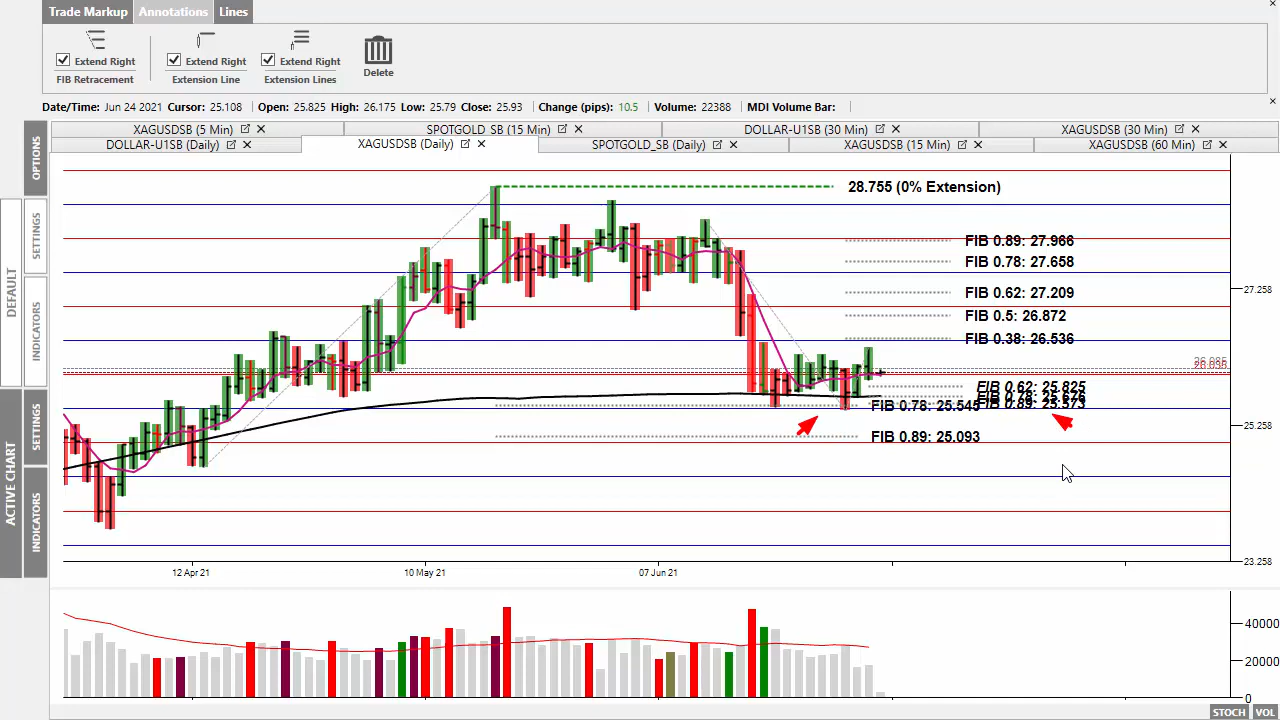 Trade Markup Annotations Lines
Extend Right Extend Right Extend Right
FIB Retracement Extension Line Extension Lines Delete
Date/Time: Jun 24 2021 Cursor: 25.108 Open: 25.825 High: 26.175 Low: 25.79 Close: 25.93 Change (pips): 10.5 Volume: 22388 MDI Volume Bar:
XAGUSDSB (5 Min) SPOTGOLD_SB (15 Min) DOLLAR-U1SB (30 Min) XAGUSDSB (30 Min)
DOLLAR-U1SB (Daily) XAGUSDSB (Daily) SPOTGOLD_SB (Daily) XAGUSDSB (15 Min) XAGUSDSB (60 Min)
OPTIONS
SETTINGS
INDICATORS
DEFAULT
SETTINGS
INDICATORS
ACTIVE CHART
28.755 (0% Extension)
FIB 0.89: 27.966
FIB 0.78: 27.658
FIB 0.62: 27.209
27.258
FIB 0.5: 26.872
FIB 0.38: 26.536
FIB 0.62: 25.825
FIB 0.78: 25.545
FIB 0.89: 25.573
25.258
FIB 0.89: 25.093
23.258
12 Apr 21 10 May 21 07 Jun 21
40000
20000
0
STOCH VOL